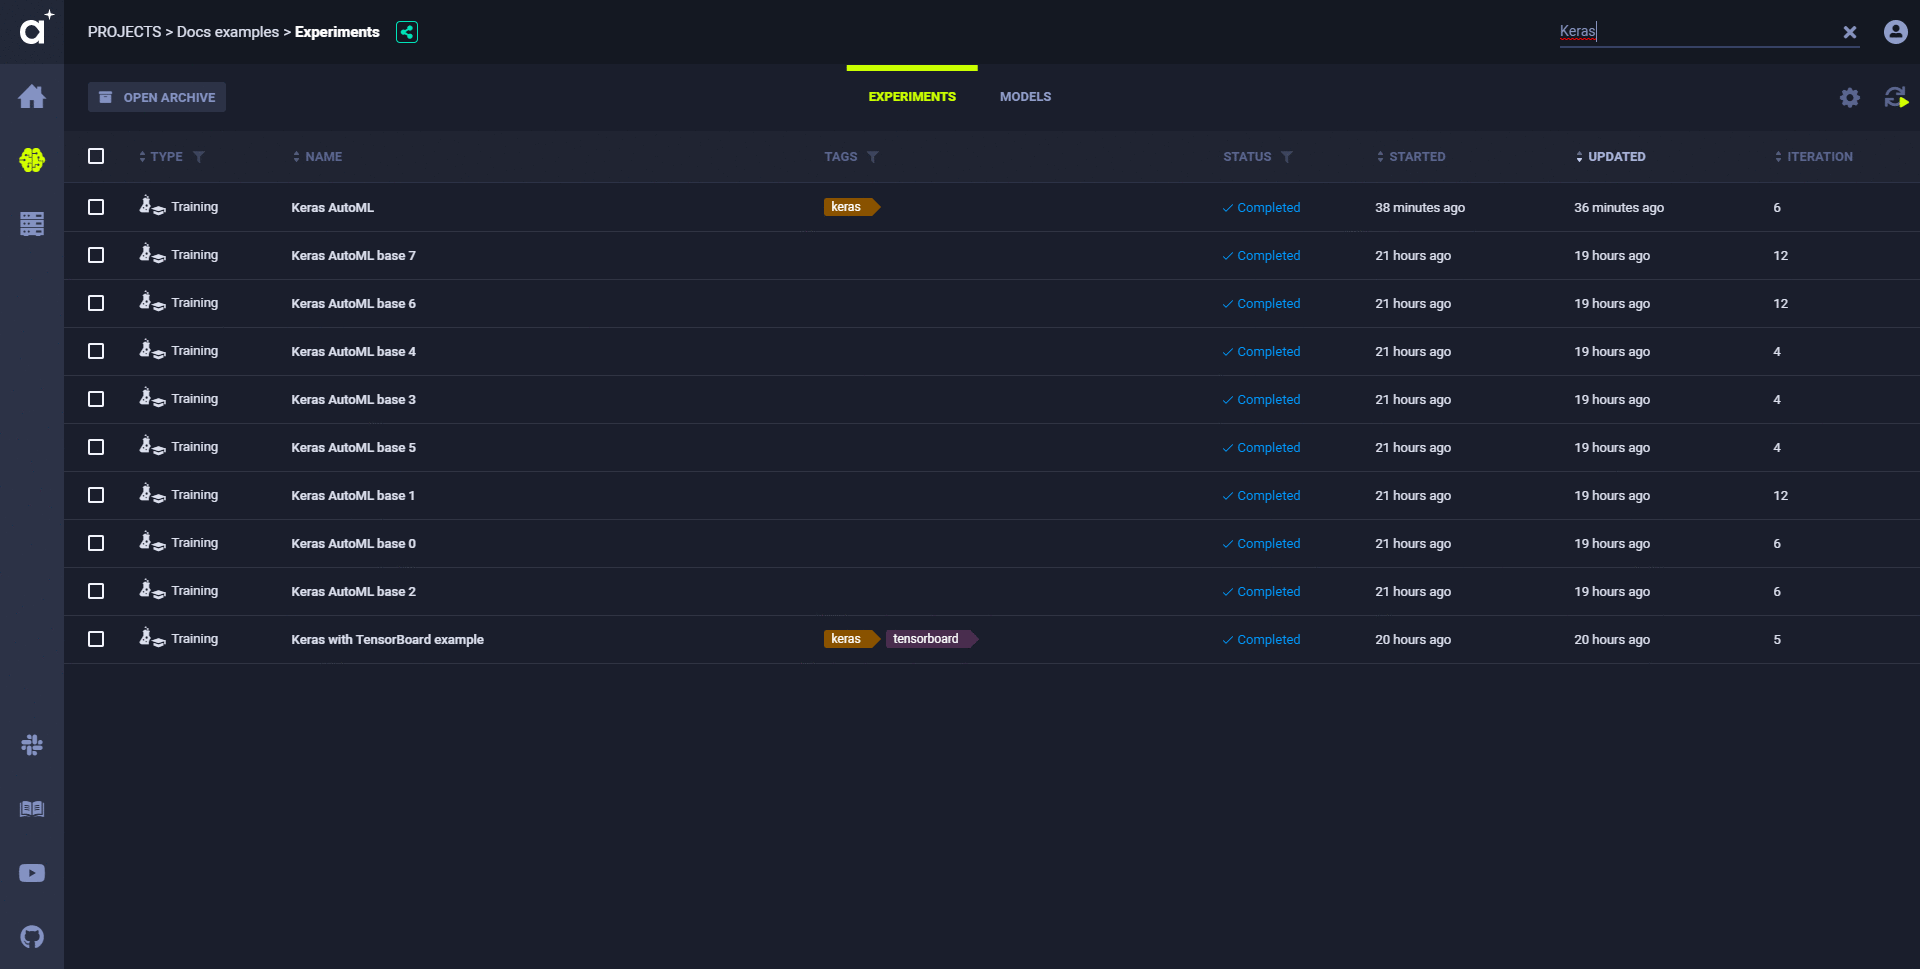 PROJECTS > Docs examples > Experiments
Keras
OPEN ARCHIVE
EXPERIMENTS MODELS
TYPE NAME TAGS STATUS STARTED UPDATED ITERATION
Training Keras AutoML keras Completed 38 minutes ago 36 minutes ago 6
Training Keras AutoML base 7 Completed 21 hours ago 19 hours ago 12
Training Keras AutoML base 6 Completed 21 hours ago 19 hours ago 12
Training Keras AutoML base 4 Completed 21 hours ago 19 hours ago 4
Training Keras AutoML base 3 Completed 21 hours ago 19 hours ago 4
Training Keras AutoML base 5 Completed 21 hours ago 19 hours ago 4
Training Keras AutoML base 1 Completed 21 hours ago 19 hours ago 12
Training Keras AutoML base 0 Completed 21 hours ago 19 hours ago 6
Training Keras AutoML base 2 Completed 21 hours ago 19 hours ago 6
Training Keras with TensorBoard example keras tensorboard Completed 20 hours ago 20 hours ago 5